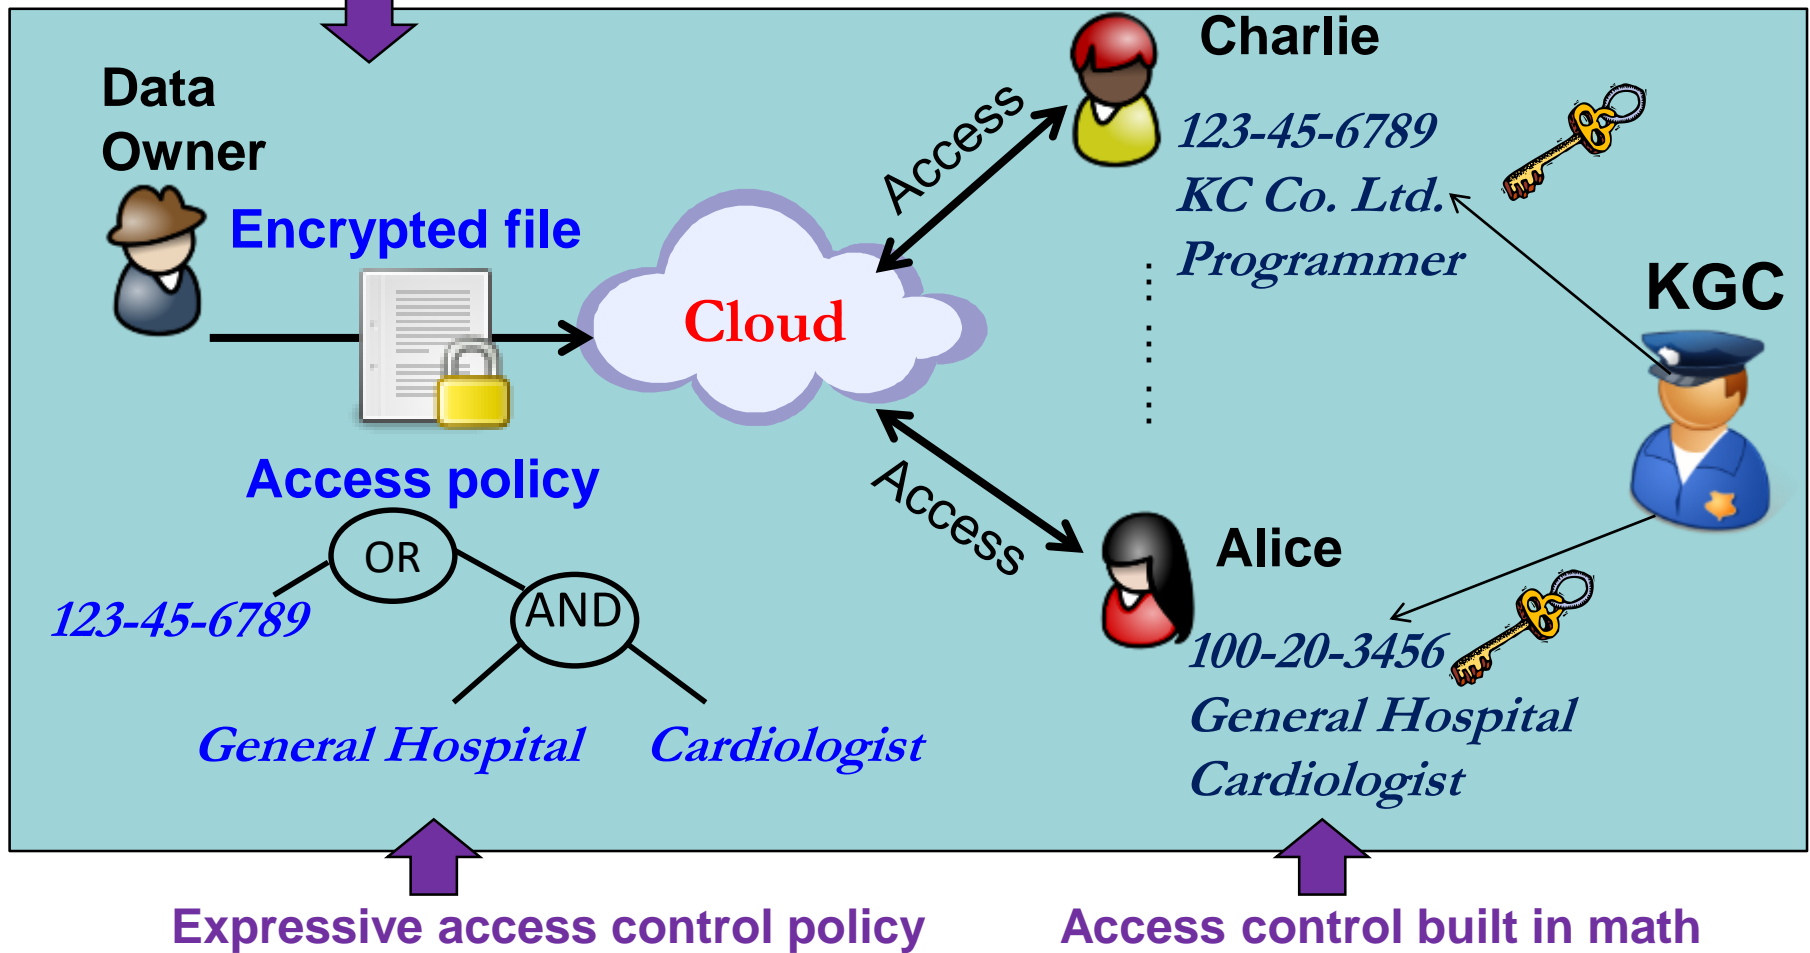 Data
Owner
Encrypted file
Cloud
Access
Charlie
123-45-6789
KC Co. Ltd.
Programmer
KGC
Access policy
OR
123-45-6789
AND
General Hospital
Cardiologist
Access
Alice
100-20-3456
General Hospital
Cardiologist
Expressive access control policy
Access control built in math